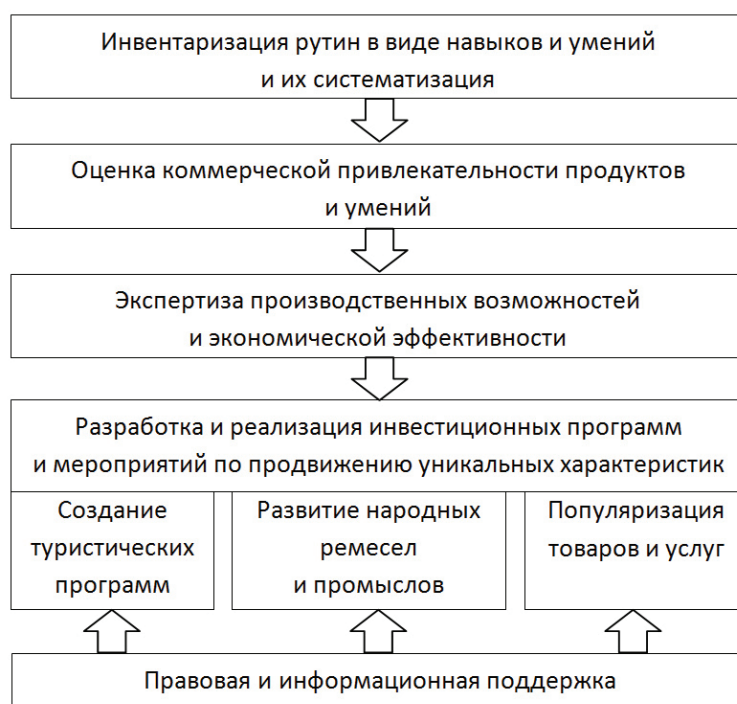 Инвентаризация рутин в виде навыков и умений
и их систематизация
Оценка коммерческой привлекательности продуктов
и умений
Экспертиза производственных возможностей
и экономической эффективности
Разработка и реализация инвестиционных программ
и мероприятий по продвижению уникальных характеристик
Создание
туристических
программ
Развитие народных
ремесел
и промыслов
Популяризация
товаров и услуг
Правовая и информационная поддержка